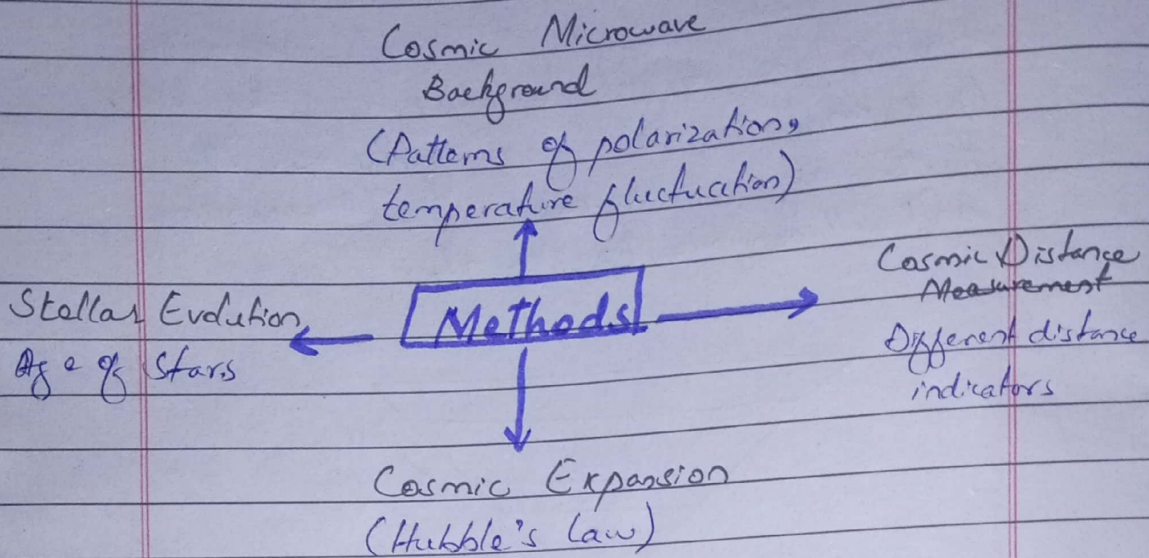 Cosmic Microwave
Background
(Patterns of polarization,
temperature fluctucation)
Stellar Evolution
Age of Stars
Methods
Cosmic Distance
Measurement
Different distance
indicators
Cosmic Expansion
(Hubble's Law)